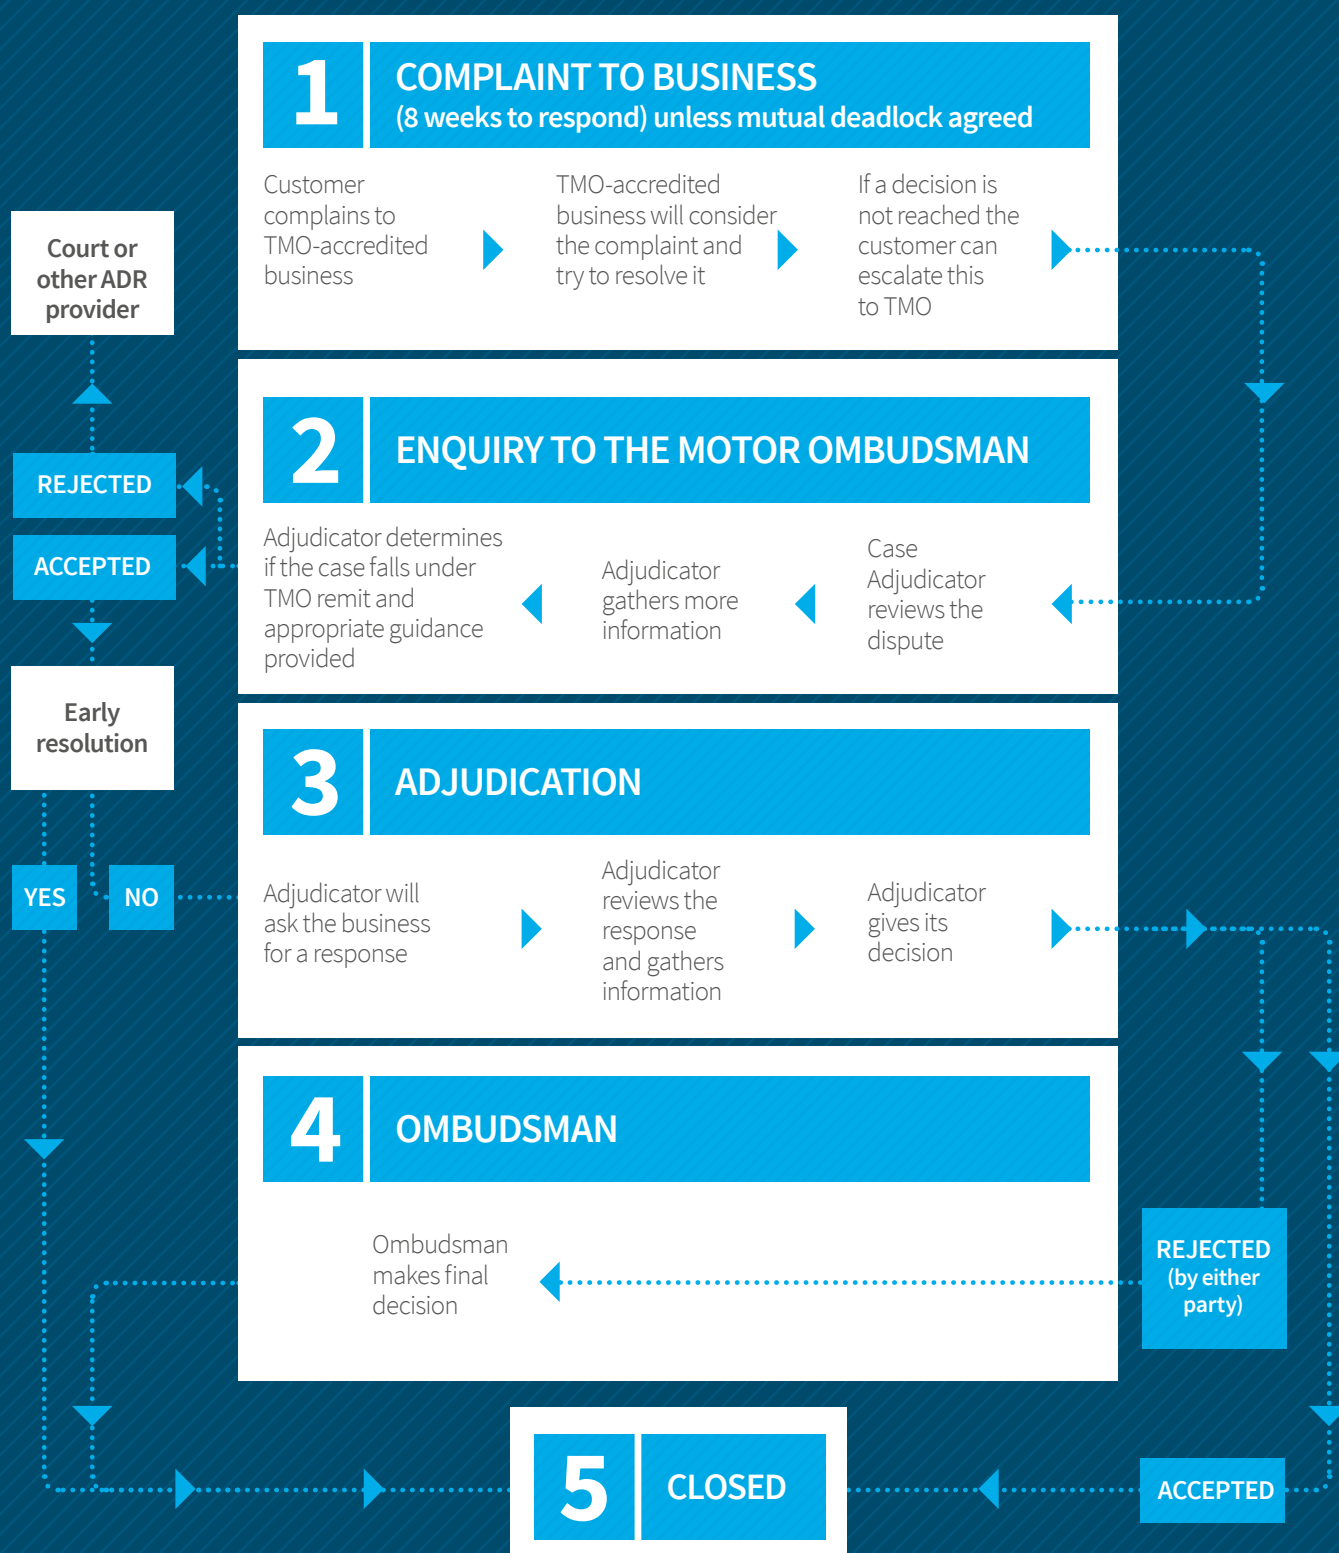 1
COMPLAINT TO BUSINESS
(8 weeks to respond) unless mutual deadlock agreed
Customer
complains to
TMO-accredited
business
TMO-accredited
business will consider
the complaint and
try to resolve it
If a decision is
not reached the
customer can
escalate this
to TMO
Court or
other ADR
provider
REJECTED
ACCEPTED
2
ENQUIRY TO THE MOTOR OMBUDSMAN
Adjudicator determines
if the case falls under
TMO remit and
appropriate guidance
provided
Adjudicator
gathers more
information
Case
Adjudicator
reviews the
dispute
Early
resolution
YES
NO
3
ADJUDICATION
Adjudicator will
ask the business
for a response
Adjudicator
reviews the
response
and gathers
information
Adjudicator
gives its
decision
4
OMBUDSMAN
Ombudsman
makes final
decision
REJECTED
(by either
party)
5
CLOSED
ACCEPTED